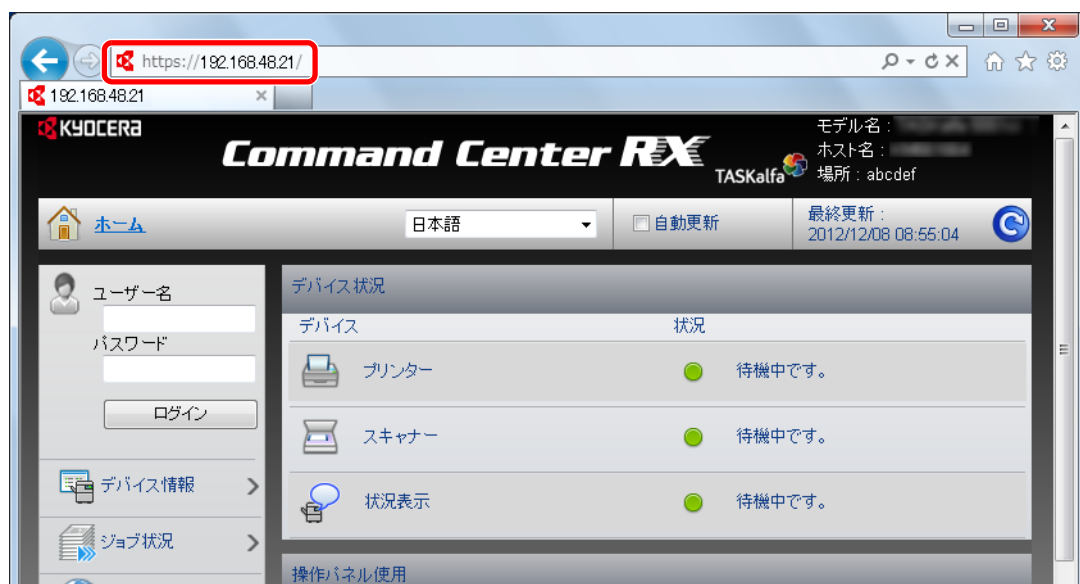 https://192.168.48.21/
192.168.48.21
KYOCERA
Command Center RX
TASKalfa
モデル名 :
ホスト名 :
場所 : abcdef
ホーム
日本語
自動更新
最終更新 :
2012/12/08 08:55:04
ユーザー名
パスワード
ログイン
デバイス情報
ジョブ状況
デバイス状況
デバイス 状況
プリンター 待機中です。
スキャナー 待機中です。
状況表示 待機中です。
操作パネル使用